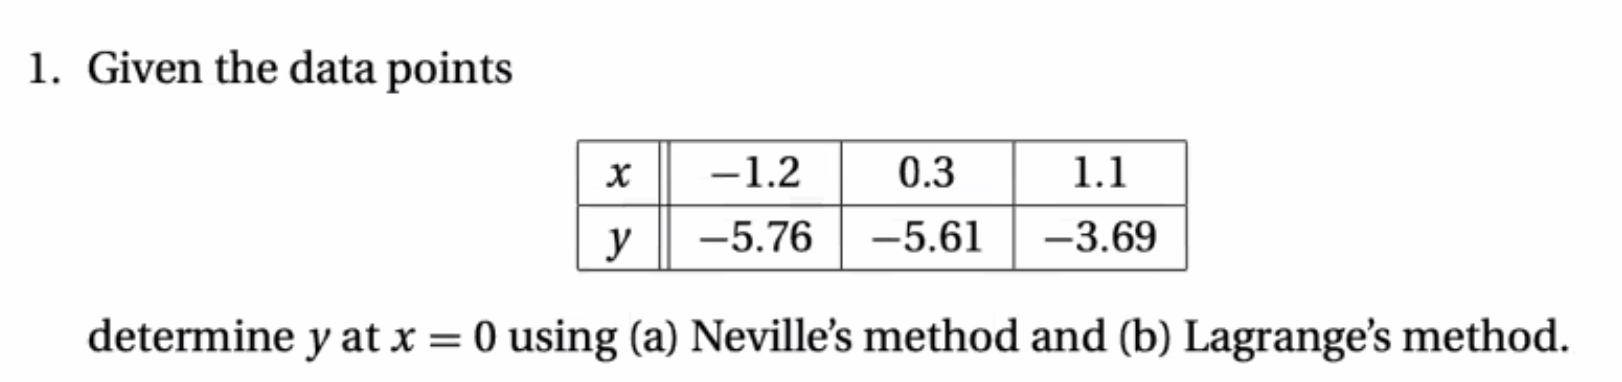 1. Given the data points
x −1.2 0.3 1.1
y −5.76 −5.61 −3.69
determine y at x = 0 using (a) Neville’s method and (b) Lagrange’s method.